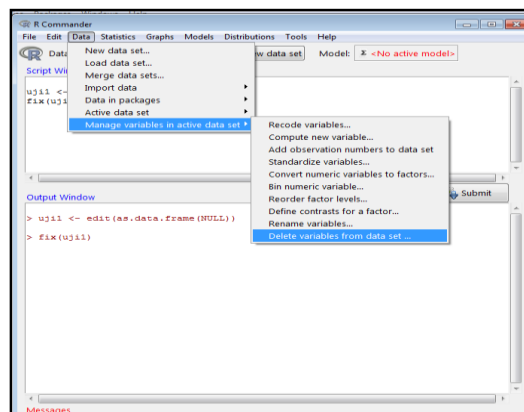 R Commander
File Edit Data Statistics Graphs Models Distributions Tools Help
Data
New data set...
Load data set...
Merge data sets...
Import data
Data in packages
Active data set
Manage variables in active data set
w data set
Model:
<No active model>
Script Wi
uji1 <-
fix(uji
Recode variables...
Compute new variable...
Add observation numbers to data set
Standardize variables...
Convert numeric variables to factors...
Bin numeric variable...
Reorder factor levels...
Define contrasts for a factor...
Rename variables...
Delete variables from data set ...
Submit
Output Window
> uji1 <- edit(as.data.frame(NULL))
> fix(uji1)
Messages